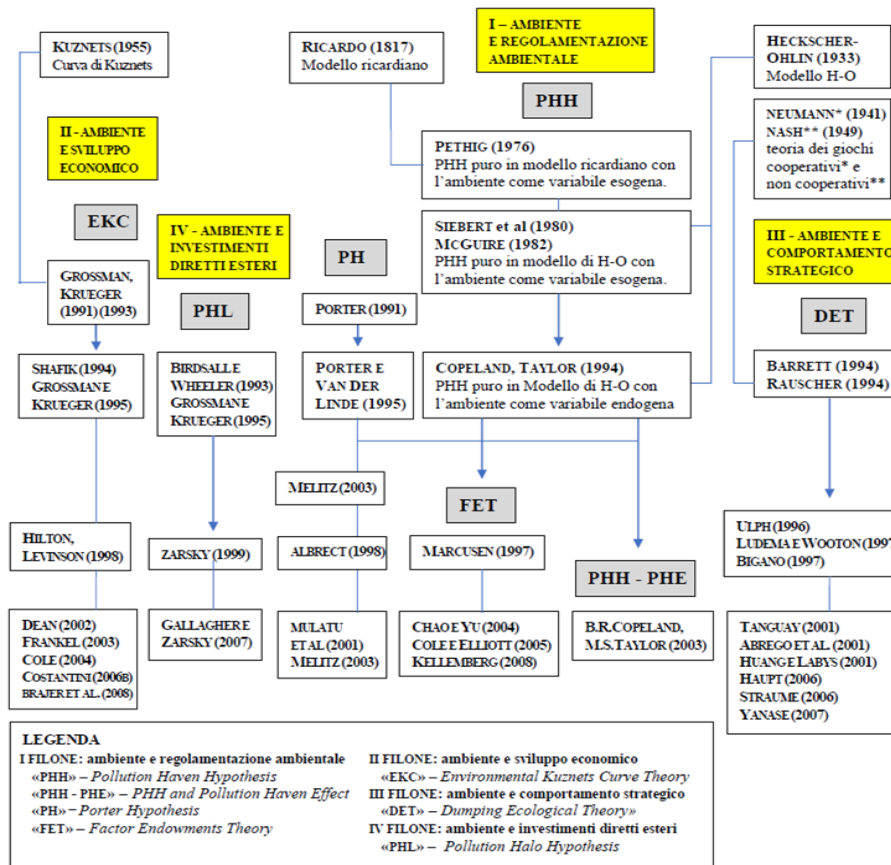 KUZNETS (1955)
Curva di Kuznets
RICARDO (1817)
Modello ricardiano
I – AMBIENTE
E REGOLAMENTAZIONE
AMBIENTALE
HECKSCHER-
OHLIN (1933)
Modello H-O
PHH
NEUMANN* (1941)
NASH** (1949)
teoria dei giochi
cooperativi* e
non cooperativi**
II - AMBIENTE
E SVILUPPO
ECONOMICO
PETHIG (1976)
PHH puro in modello ricardiano con
l’ambiente come variabile esogena.
EKC
IV - AMBIENTE E
INVESTIMENTI
DIRETTI ESTERI
PH
SIEBERT et al (1980)
MCGUIRE (1982)
PHH puro in modello di H-O con
l’ambiente come variabile esogena.
III - AMBIENTE E
COMPORTAMENTO
STRATEGICO
GROSSMAN,
KRUEGER
(1991) (1993)
PHL
PORTER (1991)
DET
SHAFIK (1994)
GROSSMAN E
KRUEGER (1995)
BIRDSALL E
WHEELER (1993)
GROSSMAN E
KRUEGER (1995)
PORTER E
VAN DER
LINDE (1995)
COPELAND, TAYLOR (1994)
PHH puro in Modello di H-O con
l’ambiente come variabile endogena
BARRETT (1994)
RAUSCHER (1994)
MELITZ (2003)
FET
HILTON,
LEVINSON (1998)
ZARSKY (1999)
ALBRECT (1998)
MARCUSEN (1997)
PHH - PHE
ULPH (1996)
LUDEMA E WOOTON (1997
BIGANO (1997)
DEAN (2002)
FRANKEL (2003)
COLE (2004)
COSTANTINI (2006B)
BRAJER ET AL. (2008)
GALLAGHER E
ZARSKY (2007)
MULATU
ET AL (2001)
MELITZ (2003)
CHAO E YU (2004)
COLE E ELLIOTT (2005)
KELLEMBERG (2008)
B.R.COPELAND,
M.S.TAYLOR (2003)
TANGUAY (2001)
ABREGO ET AL. (2001)
HUANG E LABYS (2001)
HAUPT (2006)
STRAUME (2006)
YANASE (2007)
LEGENDA
I FILONE: ambiente e regolamentazione ambientale
«PHH» – Pollution Haven Hypothesis
«PHH - PHE» – PHH and Pollution Haven Effect
«PH» – Porter Hypothesis
«FET» – Factor Endowments Theory
II FILONE: ambiente e sviluppo economico
«EKC» – Environmental Kuznets Curve Theory
III FILONE: ambiente e comportamento strategico
«DET» – Dumping Ecological Theory»
IV FILONE: ambiente e investimenti diretti esteri
«PHL» – Pollution Halo Hypothesis